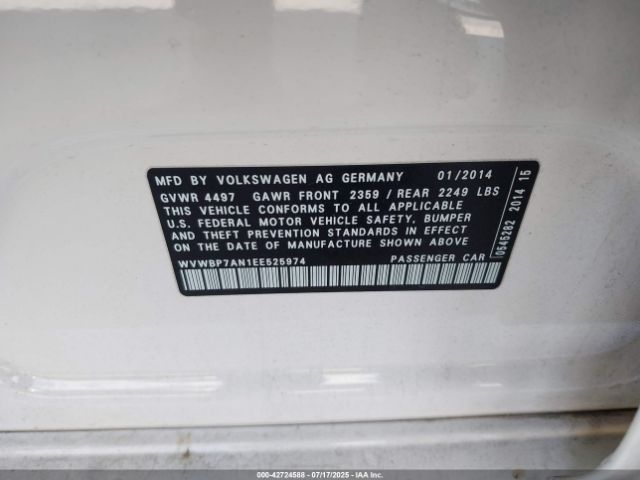 MFD BY VOLKSWAGEN AG GERMANY 01/2014
GVWR 4497 GAWR FRONT 2359 / REAR 2249 LBS
THIS VEHICLE CONFORMS TO ALL APPLICABLE
U.S. FEDERAL MOTOR VEHICLE SAFETY, BUMPER
AND THEFT PREVENTION STANDARDS IN EFFECT
ON THE DATE OF MANUFACTURE SHOWN ABOVE
WVWBP7AN1EE525974 PASSENGER CAR
0545282 2014 15
000-42724588 - 07/17/2025 - IAA Inc.